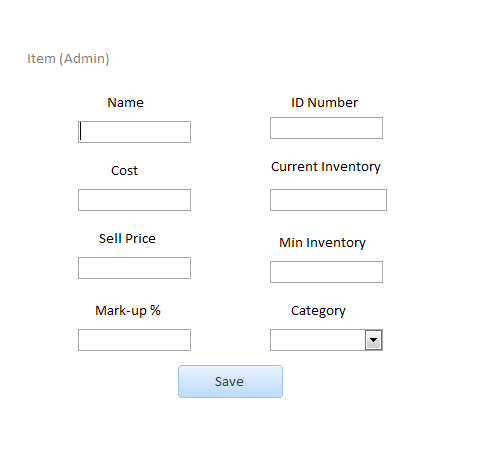 Item (Admin)
Name
ID Number
Cost
Current Inventory
Sell Price
Min Inventory
Mark-up %
Category
Save